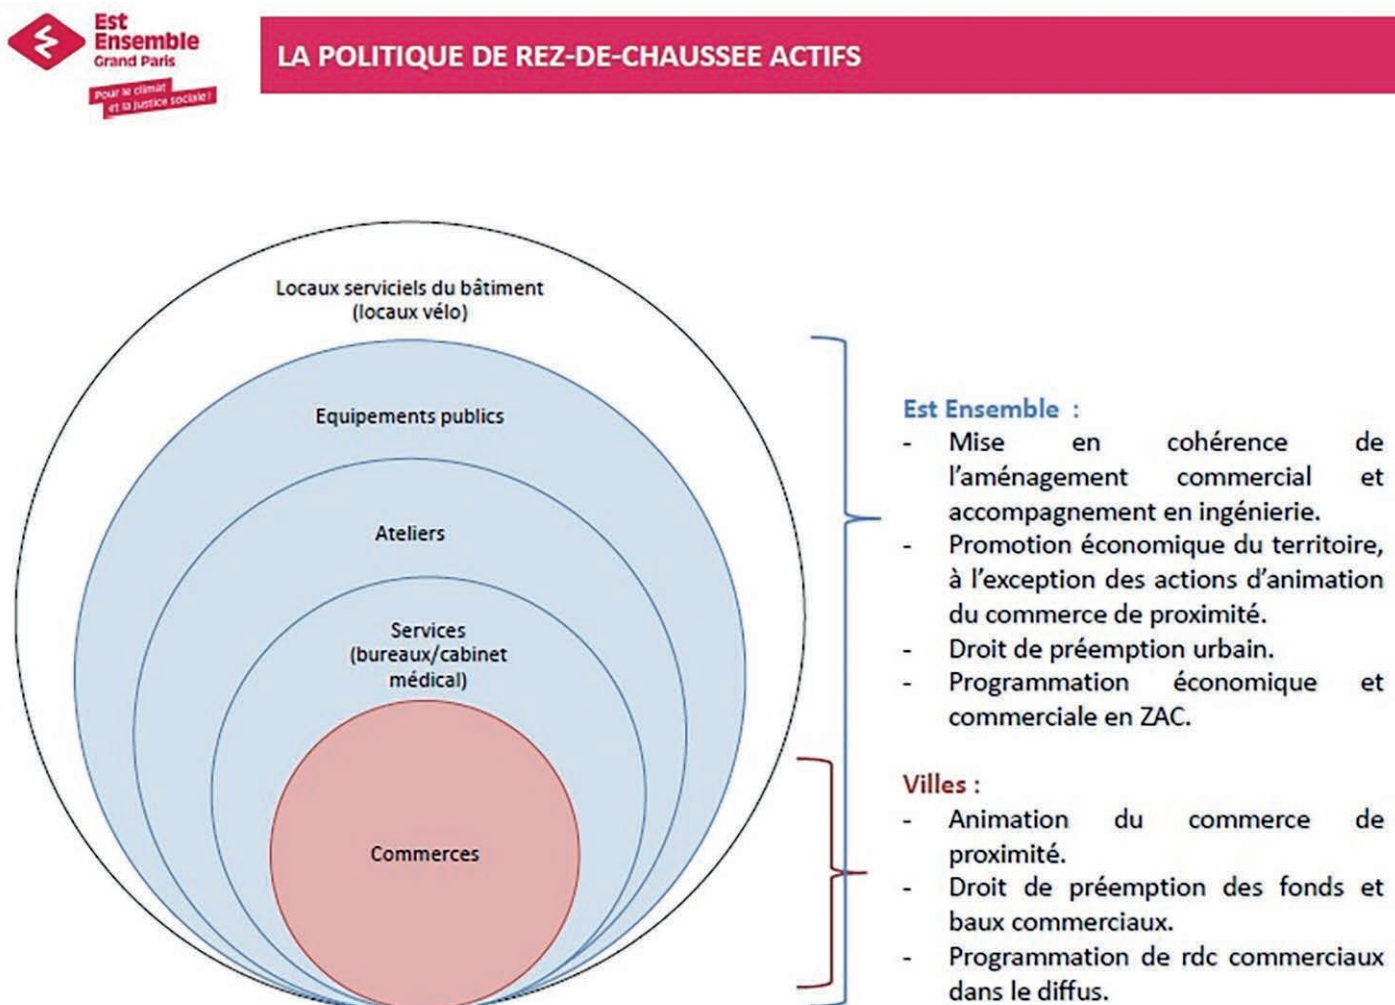 Est
Ensemble
Grand Paris
Pour le climat
et la justice sociale !
LA POLITIQUE DE REZ-DE-CHAUSSEE ACTIFS
Locaux serviciels du bâtiment
(locaux vélo)
Equipements publics
Ateliers
Services
(bureaux/cabinet
médical)
Commerces
Est Ensemble :
- Mise en cohérence de
l’aménagement commercial et
accompagnement en ingénierie.
- Promotion économique du territoire,
à l’exception des actions d’animation
du commerce de proximité.
- Droit de préemption urbain.
- Programmation économique et
commerciale en ZAC.
Villes :
- Animation du commerce de
proximité.
- Droit de préemption des fonds et
baux commerciaux.
- Programmation de rdc commerciaux
dans le diffus.